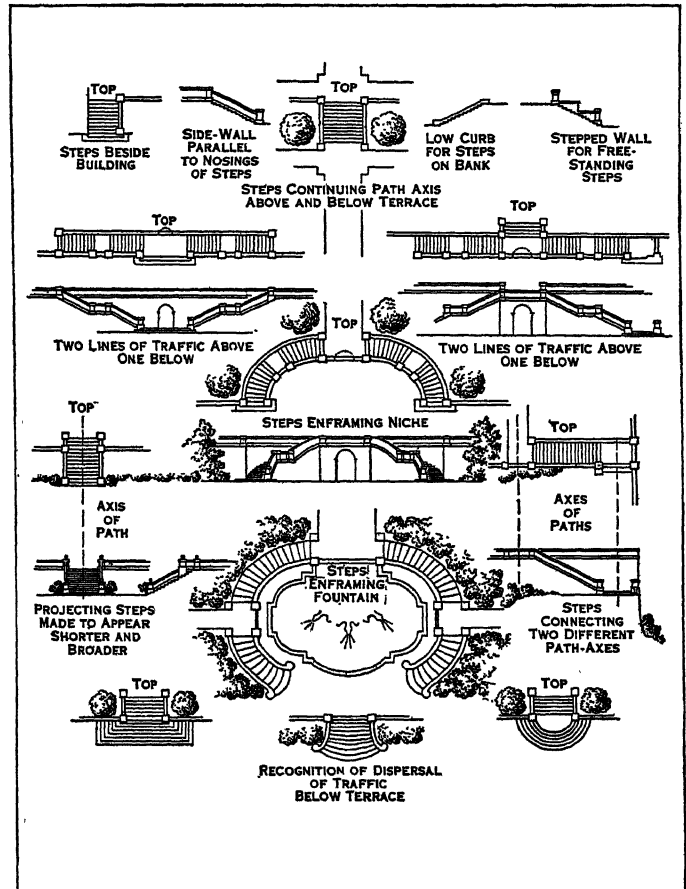 TOP
STEPS BESIDE
BUILDING
SIDE-WALL
PARALLEL
TO NOSINGS
OF STEPS
TOP
STEPS CONTINUING PATH AXIS
ABOVE AND BELOW TERRACE
LOW CURB
FOR STEPS
ON BANK
STEPPED WALL
FOR FREE-
STANDING
STEPS
TOP
TWO LINES OF TRAFFIC ABOVE
ONE BELOW
TOP
TWO LINES OF TRAFFIC ABOVE
ONE BELOW
TOP
STEPS ENFRAMING NICHE
TOP
AXIS
OF
PATH
PROJECTING STEPS
MADE TO APPEAR
SHORTER AND
BROADER
STEPS
ENFRAMING
FOUNTAIN
TOP
AXES
OF
PATHS
STEPS
CONNECTING
TWO DIFFERENT
PATH-AXES
TOP
RECOGNITION OF DISPERSAL
OF TRAFFIC
BELOW TERRACE
TOP